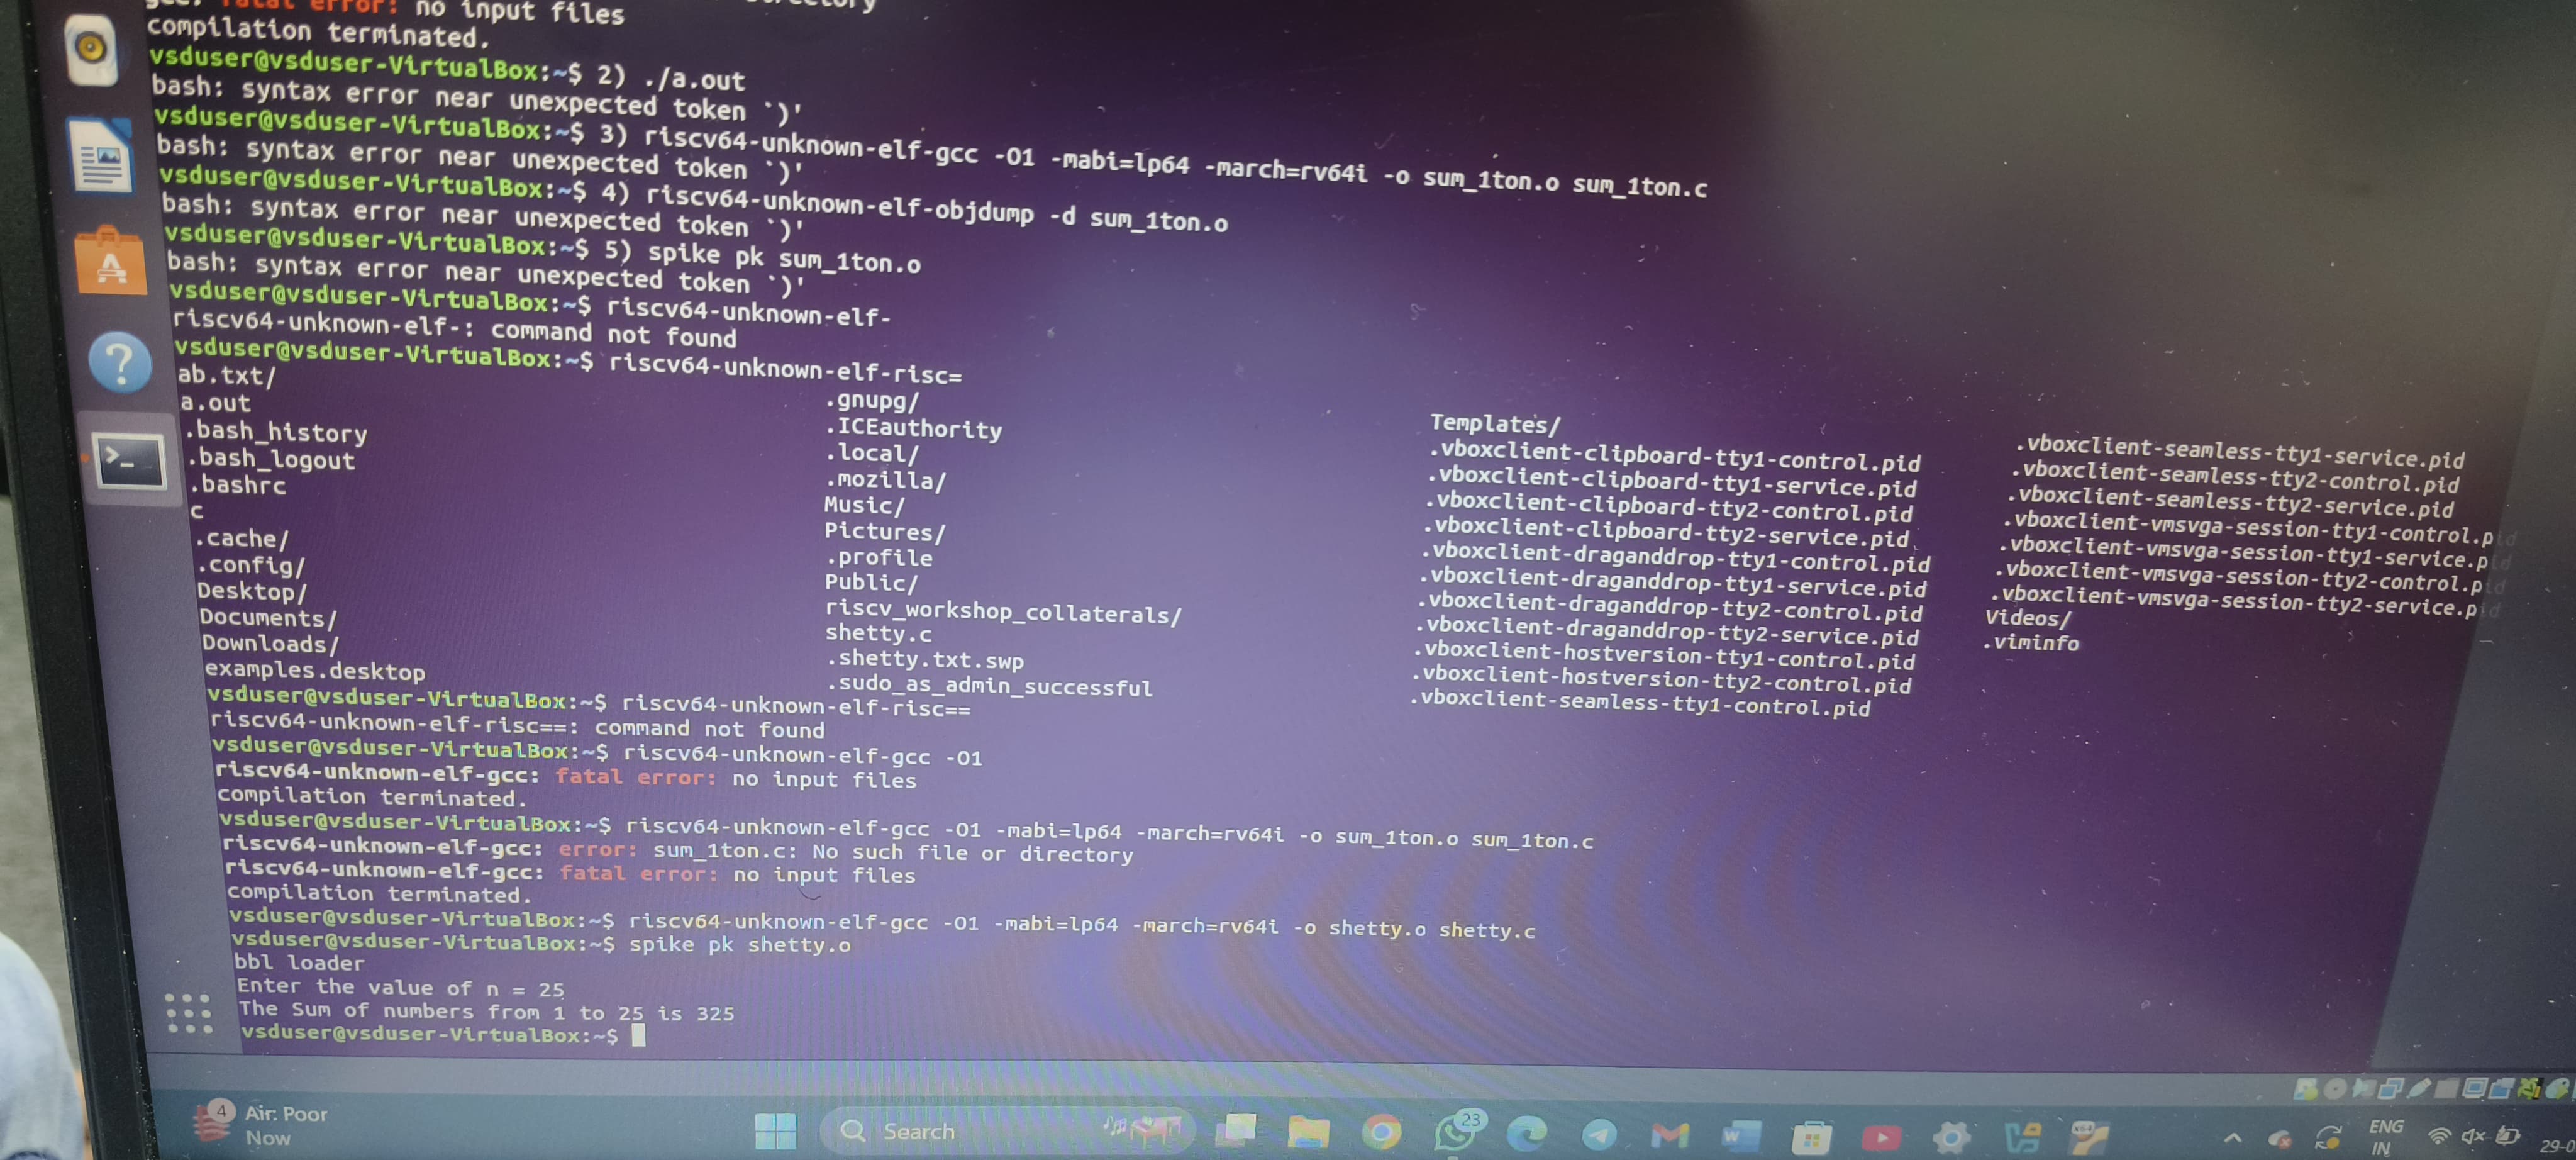 fatal error: no input files
compilation terminated.
vsduser@vsduser-VirtualBox:~$ 2) ./a.out
bash: syntax error near unexpected token `)'
vsduser@vsduser-VirtualBox:~$ 3) riscv64-unknown-elf-gcc -O1 -mabi=lp64 -march=rv64i -o sum_1ton.o sum_1ton.c
bash: syntax error near unexpected token `)'
vsduser@vsduser-VirtualBox:~$ 4) riscv64-unknown-elf-objdump -d sum_1ton.o
bash: syntax error near unexpected token `)'
vsduser@vsduser-VirtualBox:~$ 5) spike pk sum_1ton.o
bash: syntax error near unexpected token `)'
vsduser@vsduser-VirtualBox:~$ riscv64-unknown-elf-
riscv64-unknown-elf-: command not found
vsduser@vsduser-VirtualBox:~$ riscv64-unknown-elf-risc=
ab.txt/
a.out
.bash_history
.bash_logout
.bashrc
c
.cache/
.config/
Desktop/
Documents/
Downloads/
examples.desktop
.gnupg/
.ICEauthority
.local/
.mozilla/
Music/
Pictures/
.profile
Public/
riscv_workshop_collaterals/
shetty.c
.shetty.txt.swp
.sudo_as_admin_successful
Templates/
.vboxclient-clipboard-tty1-control.pid
.vboxclient-clipboard-tty1-service.pid
.vboxclient-clipboard-tty2-control.pid
.vboxclient-clipboard-tty2-service.pid
.vboxclient-draganddrop-tty1-control.pid
.vboxclient-draganddrop-tty1-service.pid
.vboxclient-draganddrop-tty2-control.pid
.vboxclient-draganddrop-tty2-service.pid
.vboxclient-hostversion-tty1-control.pid
.vboxclient-hostversion-tty2-control.pid
.vboxclient-seamless-tty1-control.pid
.vboxclient-seamless-tty1-service.pid
.vboxclient-seamless-tty2-control.pid
.vboxclient-seamless-tty2-service.pid
.vboxclient-vmsvga-session-tty1-control.pid
.vboxclient-vmsvga-session-tty1-service.pid
.vboxclient-vmsvga-session-tty2-control.pid
.vboxclient-vmsvga-session-tty2-service.pid
Videos/
.viminfo
vsduser@vsduser-VirtualBox:~$ riscv64-unknown-elf-risc==
riscv64-unknown-elf-risc==: command not found
vsduser@vsduser-VirtualBox:~$ riscv64-unknown-elf-gcc -O1
riscv64-unknown-elf-gcc: fatal error: no input files
compilation terminated.
vsduser@vsduser-VirtualBox:~$ riscv64-unknown-elf-gcc -O1 -mabi=lp64 -march=rv64i -o sum_1ton.o sum_1ton.c
riscv64-unknown-elf-gcc: error: sum_1ton.c: No such file or directory
riscv64-unknown-elf-gcc: fatal error: no input files
compilation terminated.
vsduser@vsduser-VirtualBox:~$ riscv64-unknown-elf-gcc -O1 -mabi=lp64 -march=rv64i -o shetty.o shetty.c
vsduser@vsduser-VirtualBox:~$ spike pk shetty.o
bbl loader
Enter the value of n = 25
The Sum of numbers from 1 to 25 is 325
vsduser@vsduser-VirtualBox:~$
4
Air: Poor
Now
Search
23
ENG
IN
29-0